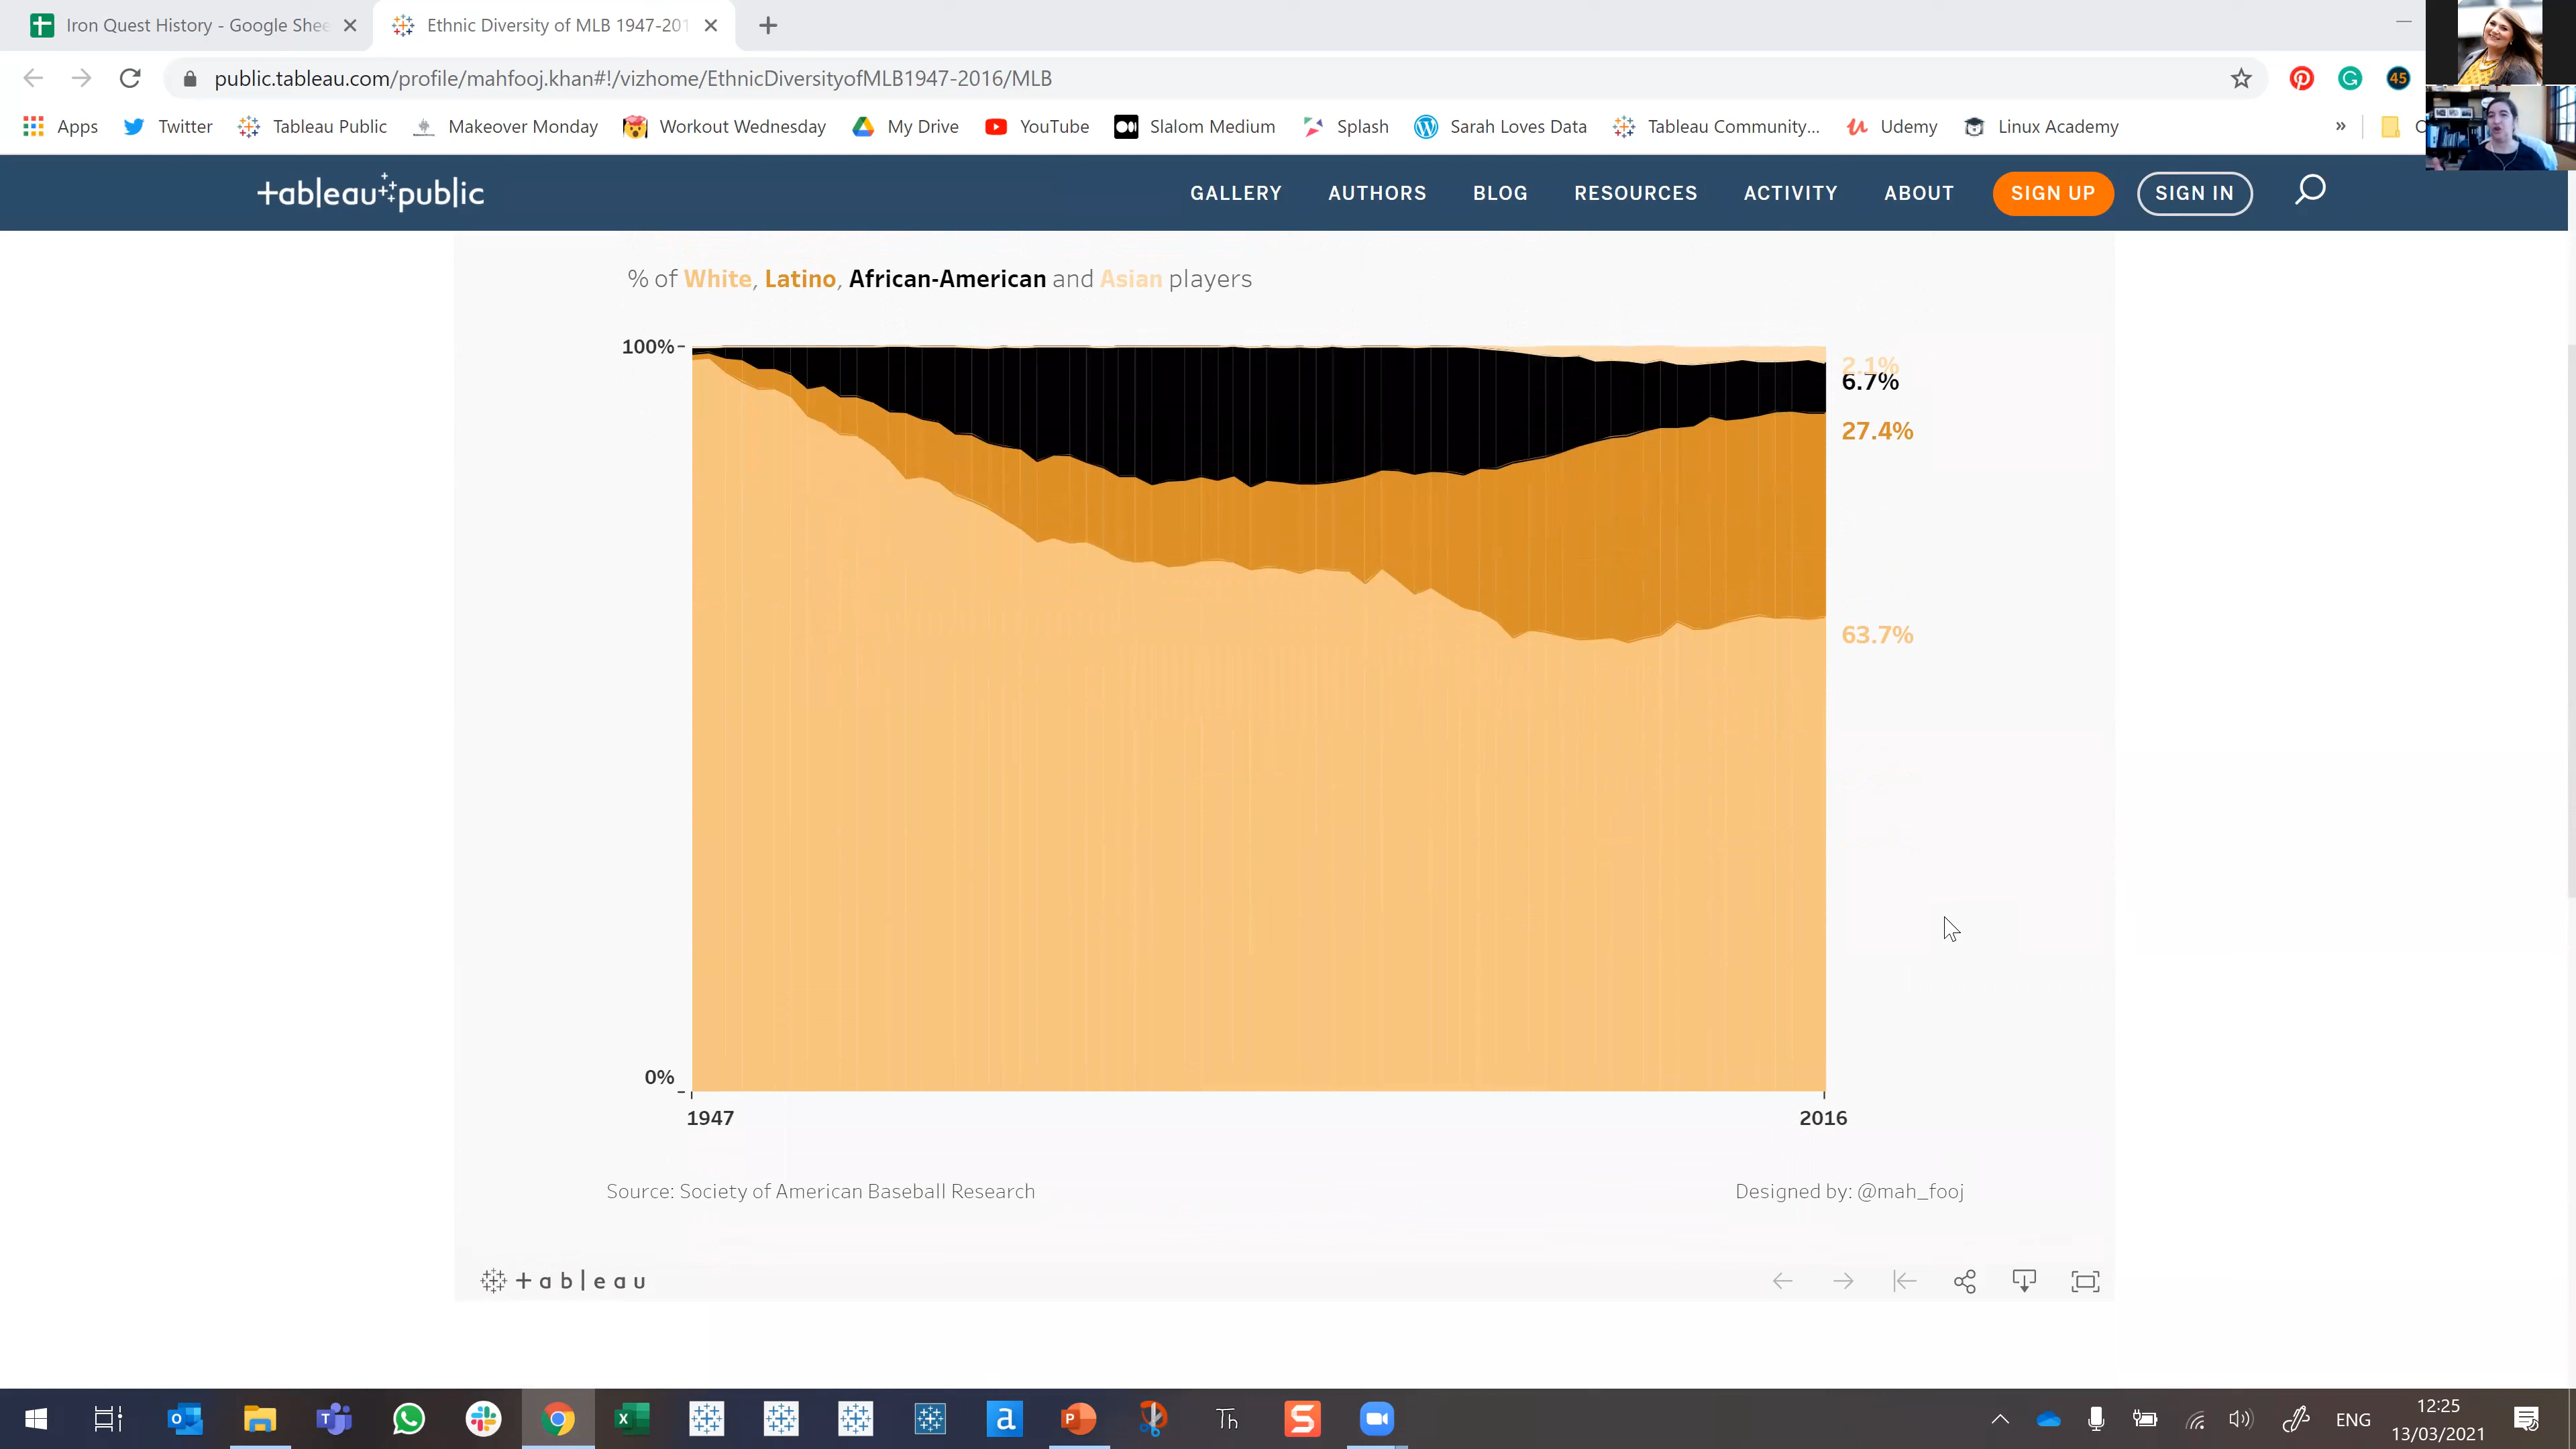 Iron Quest History - Google Shee
Ethnic Diversity of MLB 1947-201
public.tableau.com/profile/mahfooj.khan#!/vizhome/EthnicDiversityofMLB1947-2016/MLB
45
Apps Twitter Tableau Public Makeover Monday Workout Wednesday My Drive YouTube Slalom Medium Splash Sarah Loves Data Tableau Community... Udemy Linux Academy »
+ableau public GALLERY AUTHORS BLOG RESOURCES ACTIVITY ABOUT SIGN UP SIGN IN
% of White, Latino, African-American and Asian players
100%
2.1%
6.7%
27.4%
63.7%
0%
1947 2016
Source: Society of American Baseball Research Designed by: @mah_fooj
+ableau
ENG
12:25
13/03/2021